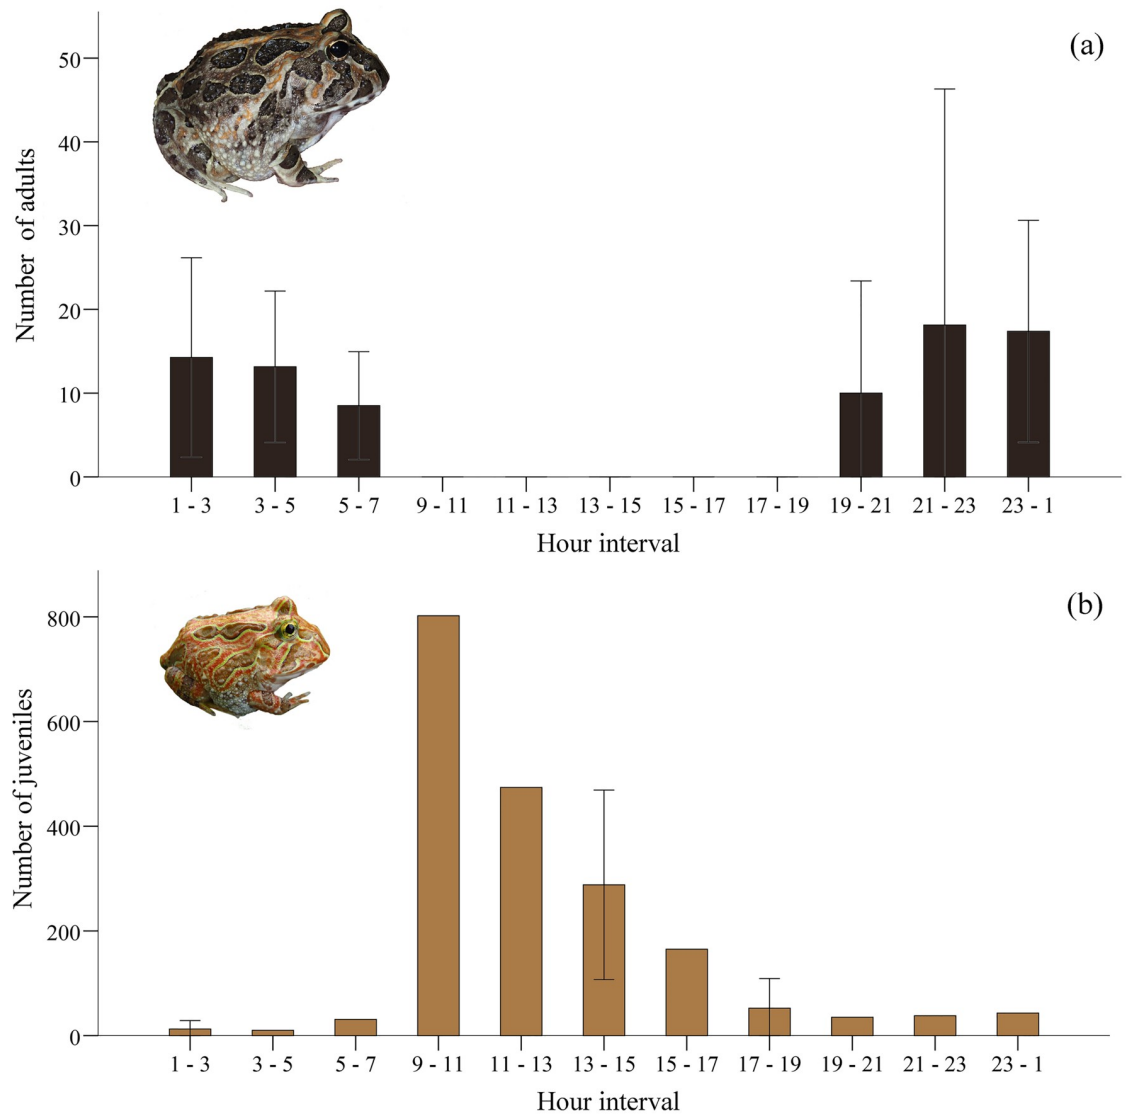 (a)
50
40
30
20
10
0
Number of adults
1 - 3 3 - 5 5 - 7 9 - 11 11 - 13 13 - 15 15 - 17 17 - 19 19 - 21 21 - 23 23 - 1
Hour interval
(b)
800
600
400
200
0
Number of juveniles
1 - 3 3 - 5 5 - 7 9 - 11 11 - 13 13 - 15 15 - 17 17 - 19 19 - 21 21 - 23 23 - 1
Hour interval